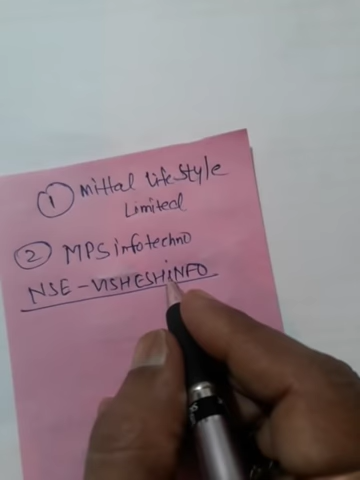 ① Mittal Life Style
Limited
② MPS infotechno
NSE - VISHESHiNFO